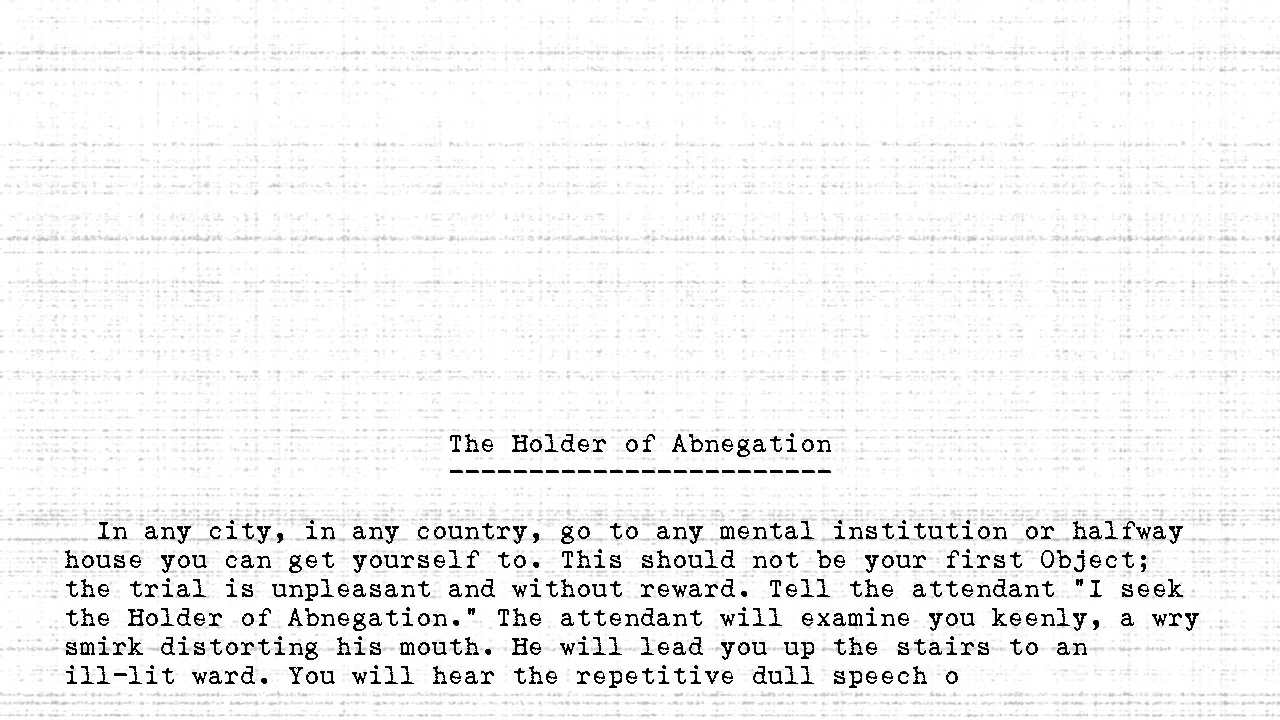 The Holder of Abnegation
------------------------
In any city, in any country, go to any mental institution or halfway
house you can get yourself to. This should not be your first Object;
the trial is unpleasant and without reward. Tell the attendant "I seek
the Holder of Abnegation." The attendant will examine you keenly, a wry
smirk distorting his mouth. He will lead you up the stairs to an
ill-lit ward. You will hear the repetitive dull speech o